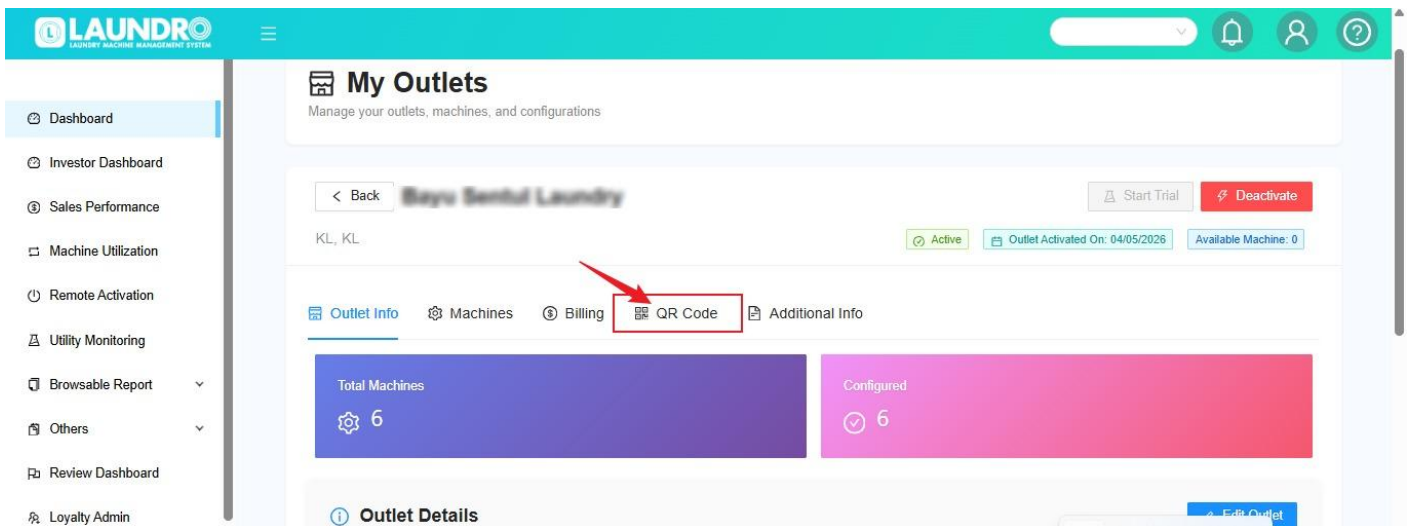 LAUNDRO
LAUNDRY MACHINE MANAGEMENT SYSTEM
My Outlets
Manage your outlets, machines, and configurations
Dashboard
Investor Dashboard
Sales Performance
Machine Utilization
Remote Activation
Utility Monitoring
Browsable Report
Others
Review Dashboard
Loyalty Admin
< Back Bayu Sentul Laundry
Start Trial Deactivate
KL, KL
Active Outlet Activated On: 04/05/2026 Available Machine: 0
Outlet Info Machines Billing QR Code Additional Info
Total Machines
6
Configured
6
Outlet Details
Edit Outlet